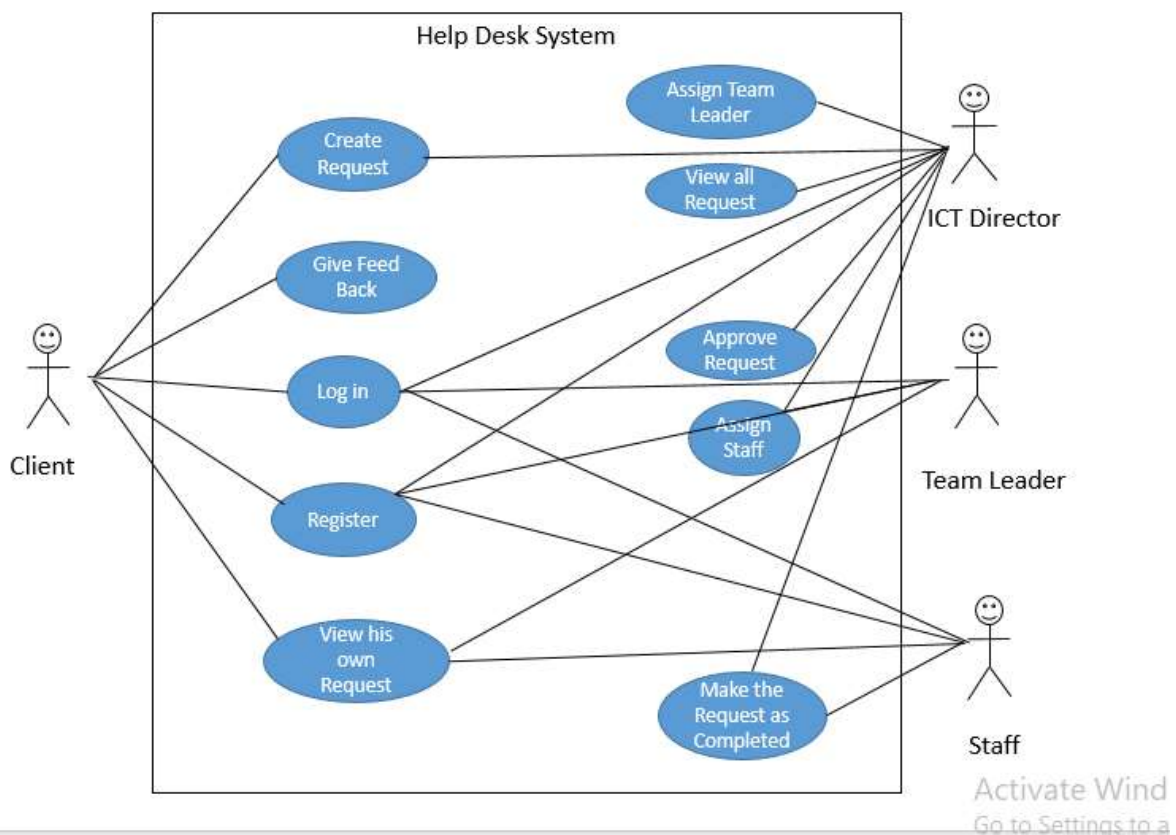 Help Desk System
Assign Team
Leader
Create
Request
View all
Request
ICT Director
Give Feed
Back
Approve
Request
Log in
Assign
Staff
Client
Team Leader
Register
View his
own
Request
Make the
Request as
Completed
Staff
Activate Wind
Go to Settings to a